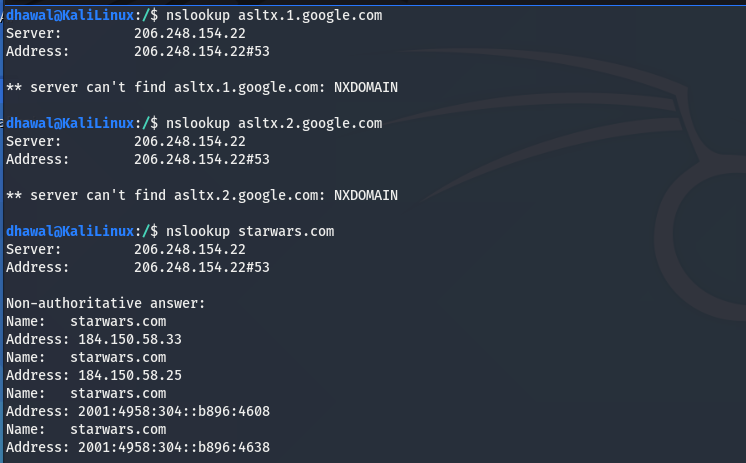 dhawal@KaliLinux:/$ nslookup asltx.1.google.com
Server:         206.248.154.22
Address:        206.248.154.22#53
** server can't find asltx.1.google.com: NXDOMAIN
dhawal@KaliLinux:/$ nslookup asltx.2.google.com
Server:         206.248.154.22
Address:        206.248.154.22#53
** server can't find asltx.2.google.com: NXDOMAIN
dhawal@KaliLinux:/$ nslookup starwars.com
Server:         206.248.154.22
Address:        206.248.154.22#53
Non-authoritative answer:
Name:   starwars.com
Address: 184.150.58.33
Name:   starwars.com
Address: 184.150.58.25
Name:   starwars.com
Address: 2001:4958:304::b896:4608
Name:   starwars.com
Address: 2001:4958:304::b896:4638